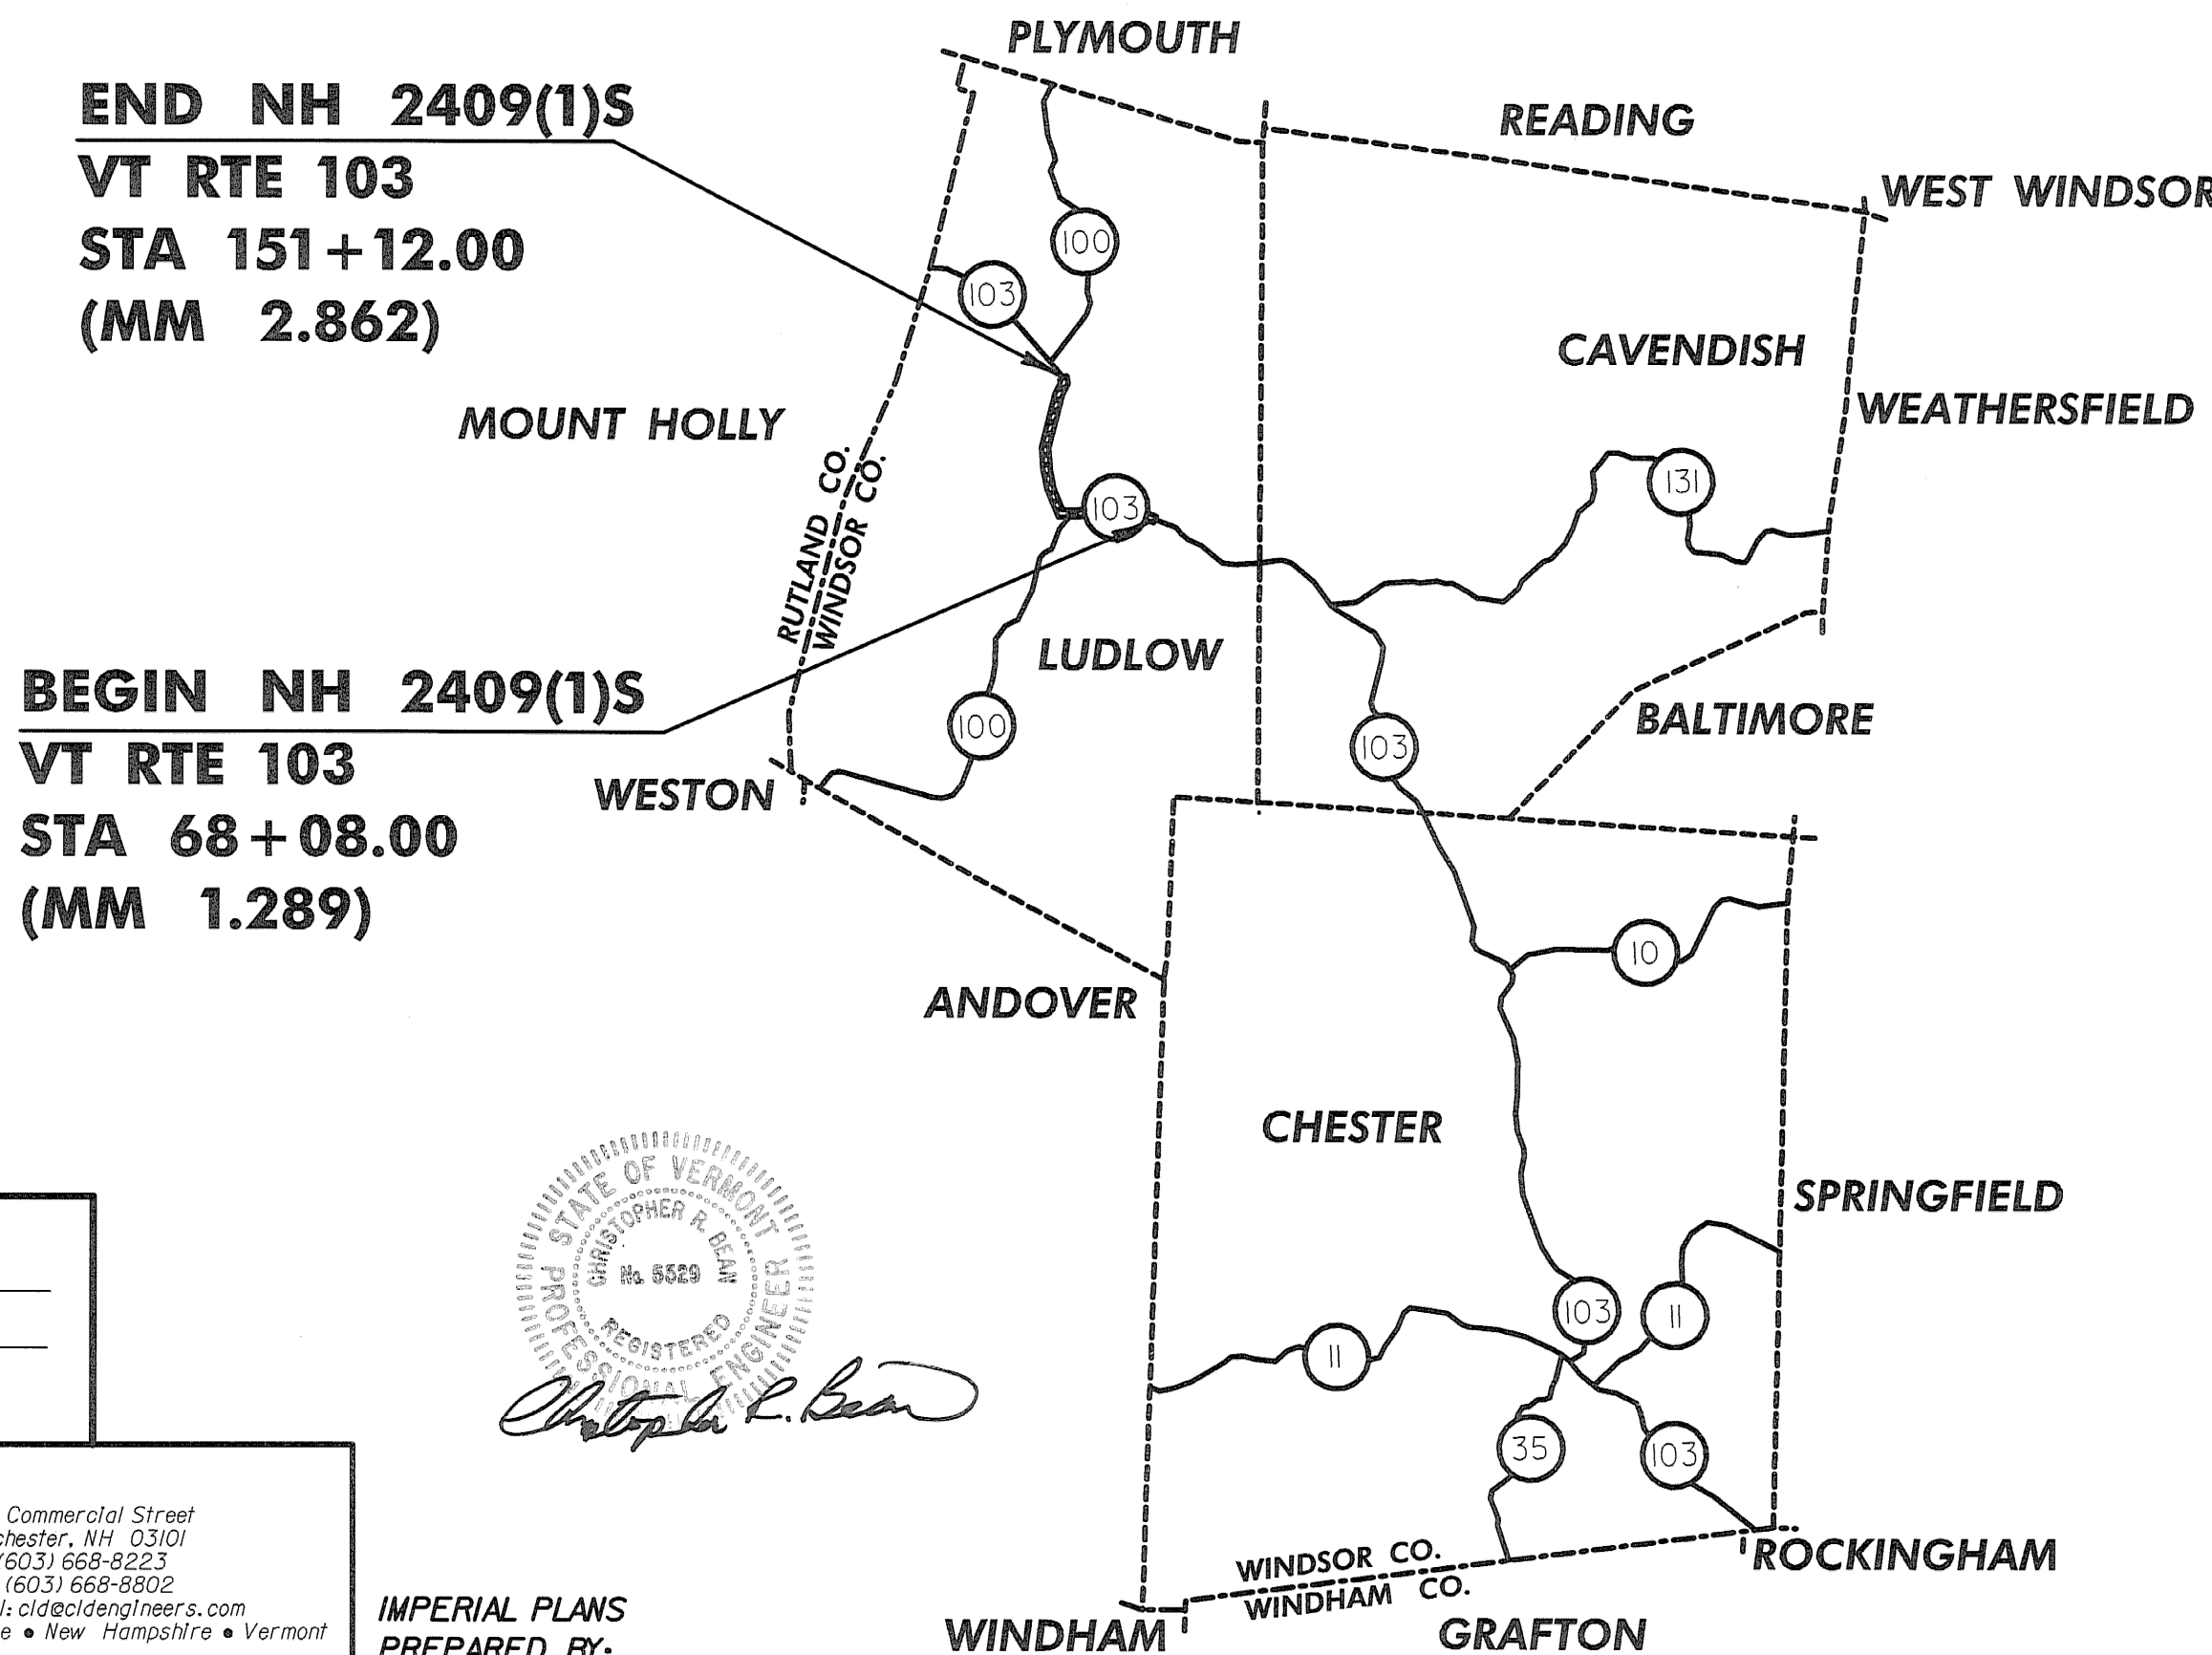 PLYMOUTH
END NH 2409(1)S
VT RTE 103
STA 151+12.00
(MM 2.862)
READING
WEST WINDSOR
100
103
CAVENDISH
WEATHERSFIELD
MOUNT HOLLY
131
103
RUTLAND CO.
WINDSOR CO.
LUDLOW
BEGIN NH 2409(1)S
VT RTE 103
STA 68+08.00
(MM 1.289)
100
103
BALTIMORE
WESTON
10
ANDOVER
CHESTER
SPRINGFIELD
STATE OF VERMONT
CHRISTOPHER R. BEAN
No. 5529
REGISTERED
PROFESSIONAL ENGINEER
Christopher R. Bean
103
11
11
35
103
Commercial Street
chester, NH 03101
(603) 668-8223
(603) 668-8802
l: cld@cldengineers.com
e • New Hampshire • Vermont
IMPERIAL PLANS
PREPARED BY:
WINDSOR CO.
WINDHAM CO.
ROCKINGHAM
WINDHAM
GRAFTON